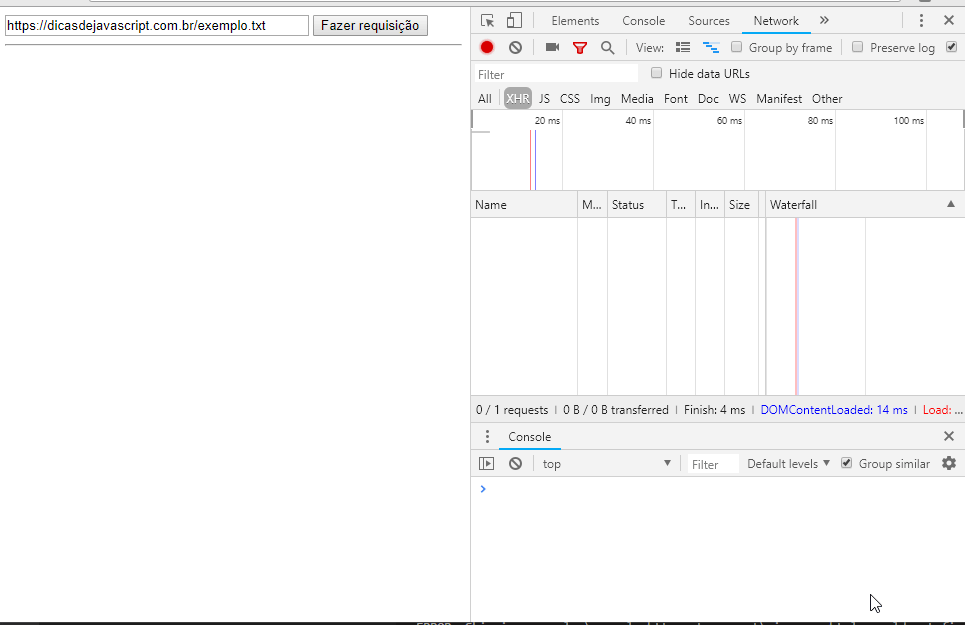 https://dicasdejavascript.com.br/exemplo.txt Fazer requisição
Elements Console Sources Network »
View: Group by frame Preserve log
Filter Hide data URLs
All XHR JS CSS Img Media Font Doc WS Manifest Other
20 ms 40 ms 60 ms 80 ms 100 ms
Name M... Status T... In... Size Waterfall
0 / 1 requests | 0 B / 0 B transferred | Finish: 4 ms | DOMContentLoaded: 14 ms | Load: ...
Console
top Filter Default levels Group similar